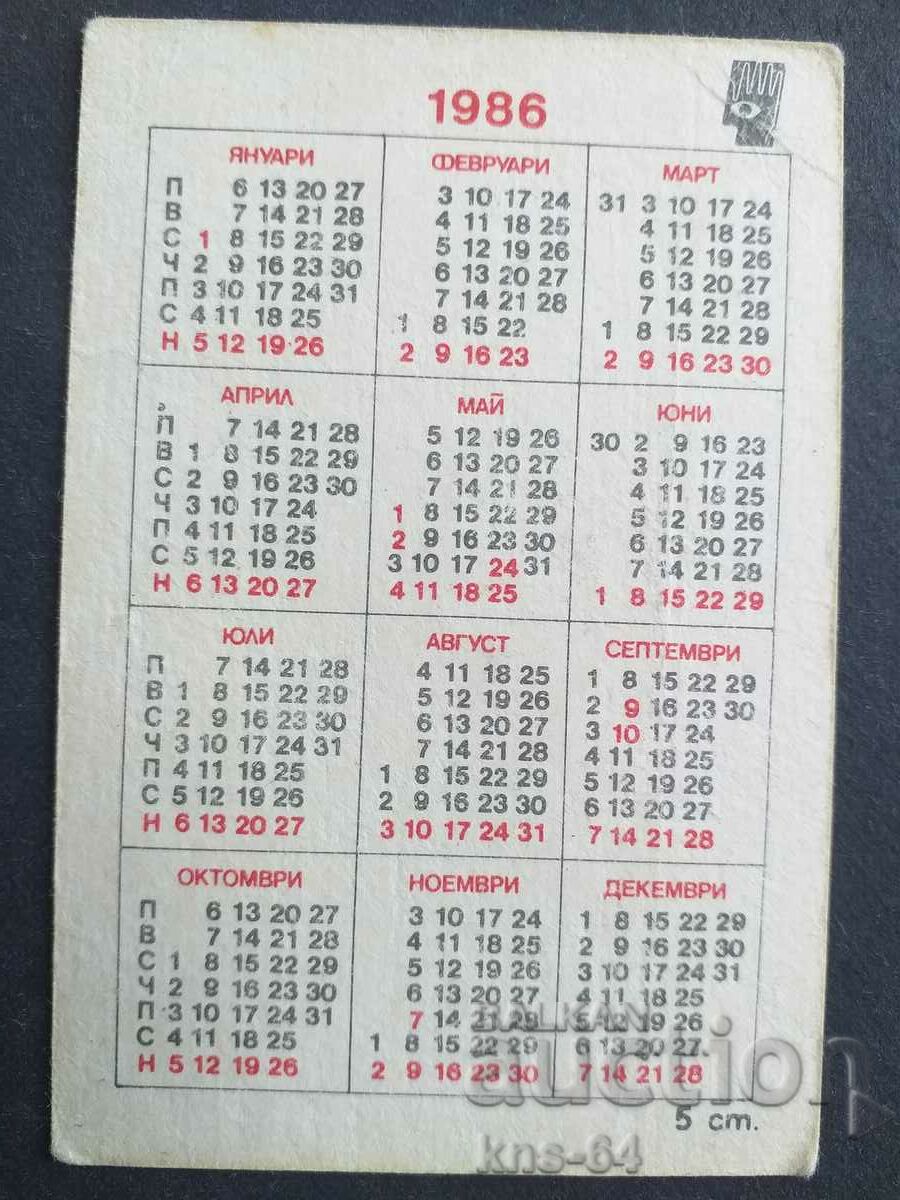 1986
ЯНУАРИ
П 6 13 20 27
В 7 14 21 28
С 1 8 15 22 29
Ч 2 9 16 23 30
П 3 10 17 24 31
С 4 11 18 25
Н 5 12 19 26
ФЕВРУАРИ
3 10 17 24
4 11 18 25
5 12 19 26
6 13 20 27
7 14 21 28
1 8 15 22
2 9 16 23
МАРТ
31 3 10 17 24
4 11 18 25
5 12 19 26
6 13 20 27
7 14 21 28
1 8 15 22 29
2 9 16 23 30
АПРИЛ
П 7 14 21 28
В 1 8 15 22 29
С 2 9 16 23 30
Ч 3 10 17 24
П 4 11 18 25
С 5 12 19 26
Н 6 13 20 27
МАЙ
5 12 19 26
6 13 20 27
7 14 21 28
1 8 15 22 29
2 9 16 23 30
3 10 17 24 31
4 11 18 25
ЮНИ
30 2 9 16 23
3 10 17 24
4 11 18 25
5 12 19 26
6 13 20 27
7 14 21 28
1 8 15 22 29
ЮЛИ
П 7 14 21 28
В 1 8 15 22 29
С 2 9 16 23 30
Ч 3 10 17 24 31
П 4 11 18 25
С 5 12 19 26
Н 6 13 20 27
АВГУСТ
4 11 18 25
5 12 19 26
6 13 20 27
7 14 21 28
1 8 15 22 29
2 9 16 23 30
3 10 17 24 31
СЕПТЕМВРИ
1 8 15 22 29
2 9 16 23 30
3 10 17 24
4 11 18 25
5 12 19 26
6 13 20 27
7 14 21 28
ОКТОМВРИ
П 6 13 20 27
В 7 14 21 28
С 1 8 15 22 29
Ч 2 9 16 23 30
П 3 10 17 24 31
С 4 11 18 25
Н 5 12 19 26
НОЕМВРИ
3 10 17 24
4 11 18 25
5 12 19 26
6 13 20 27
7 14 21 28
1 8 15 22 29
2 9 16 23 30
ДЕКЕМВРИ
1 8 15 22 29
2 9 16 23 30
3 10 17 24 31
4 11 18 25
5 12 19 26
6 13 20 27
7 14 21 28
BALKAN
auction
5 ст.
kns-64